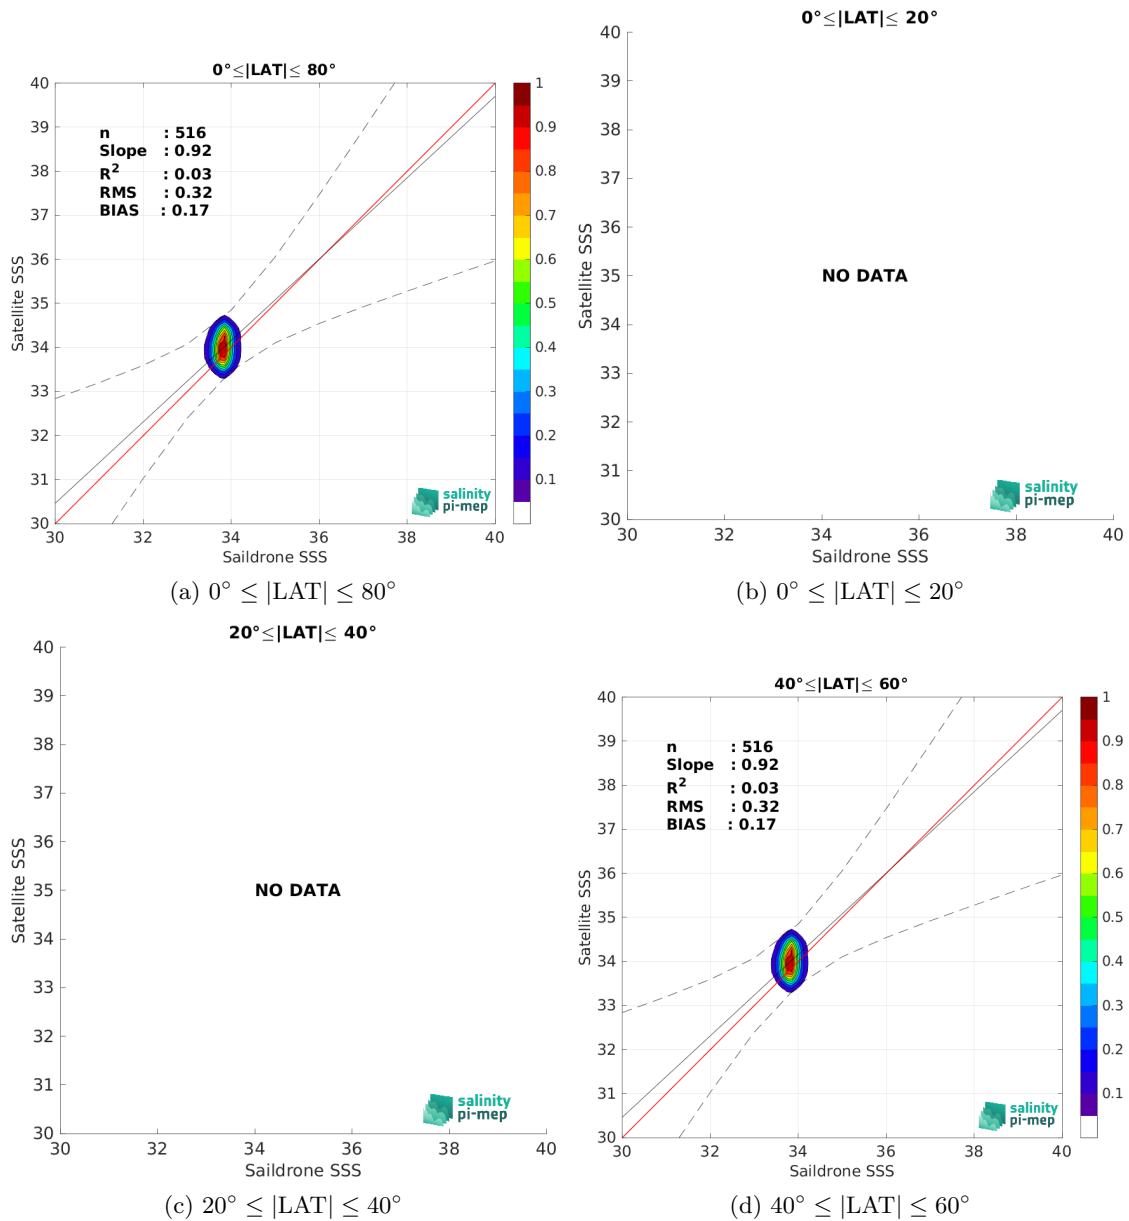 0°≤|LAT|≤ 80°
40
39
38
37
36
35
34
33
32
31
30
30
32
34
36
38
40
Satellite SSS
Saildrone SSS
n : 516
Slope : 0.92
R² : 0.03
RMS : 0.32
BIAS : 0.17
1
0.9
0.8
0.7
0.6
0.5
0.4
0.3
0.2
0.1
salinity
pi-mep
(a) 0° ≤ |LAT| ≤ 80°
0°≤|LAT|≤ 20°
40
39
38
37
36
35
34
33
32
31
30
30
32
34
36
38
40
Satellite SSS
Saildrone SSS
NO DATA
salinity
pi-mep
(b) 0° ≤ |LAT| ≤ 20°
20°≤|LAT|≤ 40°
40
39
38
37
36
35
34
33
32
31
30
30
32
34
36
38
40
Satellite SSS
Saildrone SSS
NO DATA
salinity
pi-mep
(c) 20° ≤ |LAT| ≤ 40°
40°≤|LAT|≤ 60°
40
39
38
37
36
35
34
33
32
31
30
30
32
34
36
38
40
Satellite SSS
Saildrone SSS
n : 516
Slope : 0.92
R² : 0.03
RMS : 0.32
BIAS : 0.17
1
0.9
0.8
0.7
0.6
0.5
0.4
0.3
0.2
0.1
salinity
pi-mep
(d) 40° ≤ |LAT| ≤ 60°